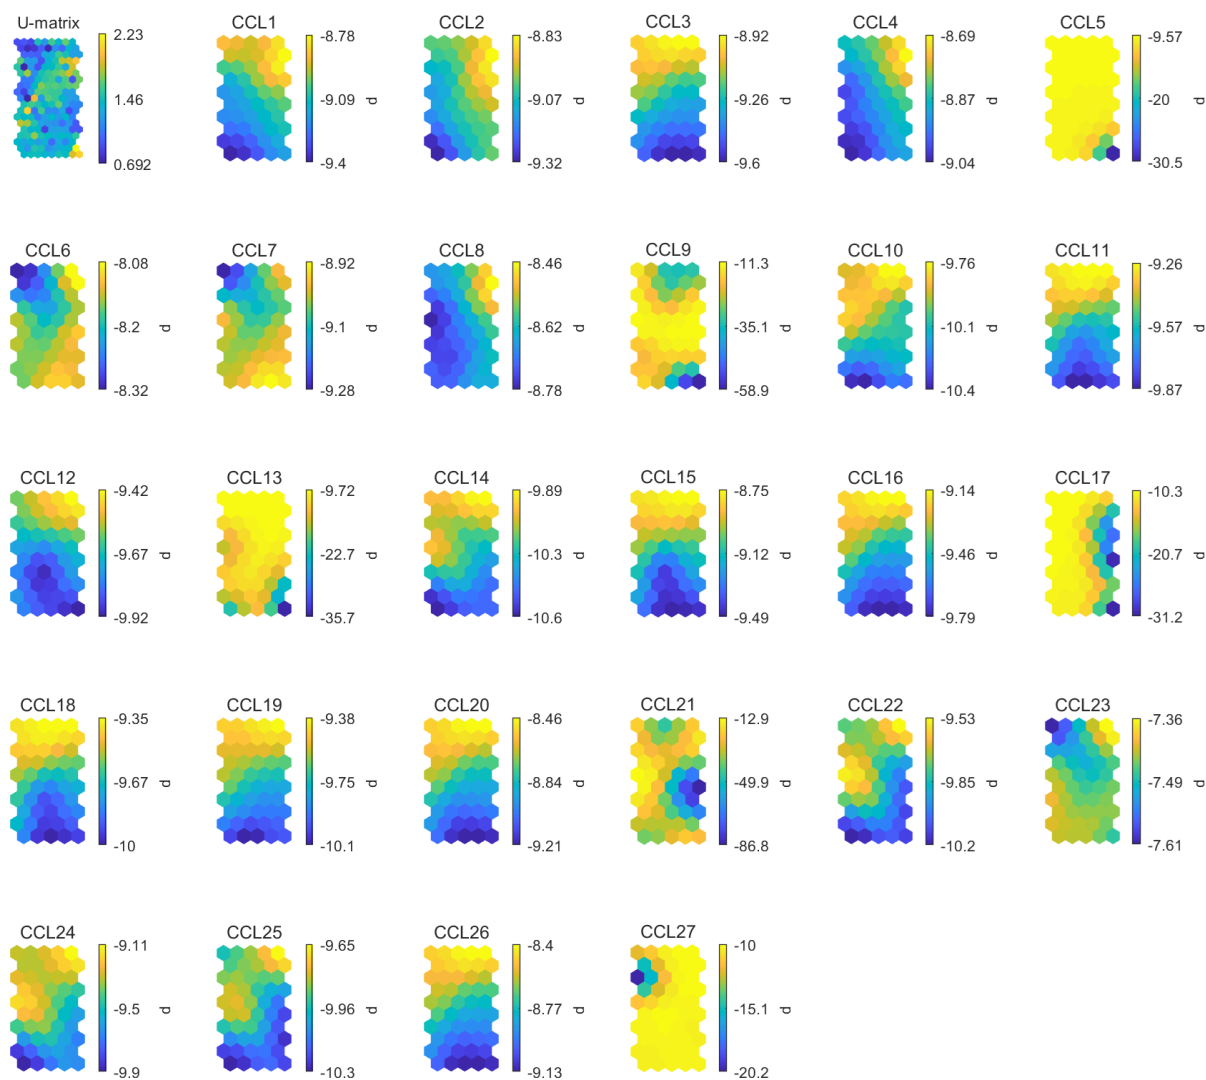 U-matrix CCL1 CCL2 CCL3 CCL4 CCL5
2.23 -8.78 -8.83 -8.92 -8.69 -9.57
1.46 -9.09 d -9.07 d -9.26 d -8.87 d -20 d
0.692 -9.4 -9.32 -9.6 -9.04 -30.5
CCL6 CCL7 CCL8 CCL9 CCL10 CCL11
-8.08 -8.92 -8.46 -11.3 -9.76 -9.26
-8.2 d -9.1 d -8.62 d -35.1 d -10.1 d -9.57 d
-8.32 -9.28 -8.78 -58.9 -10.4 -9.87
CCL12 CCL13 CCL14 CCL15 CCL16 CCL17
-9.42 -9.72 -9.89 -8.75 -9.14 -10.3
-9.67 d -22.7 d -10.3 d -9.12 d -9.46 d -20.7 d
-9.92 -35.7 -10.6 -9.49 -9.79 -31.2
CCL18 CCL19 CCL20 CCL21 CCL22 CCL23
-9.35 -9.38 -8.46 -12.9 -9.53 -7.36
-9.67 d -9.75 d -8.84 d -49.9 d -9.85 d -7.49 d
-10 -10.1 -9.21 -86.8 -10.2 -7.61
CCL24 CCL25 CCL26 CCL27
-9.11 -9.65 -8.4 -10
-9.5 d -9.96 d -8.77 d -15.1 d
-9.9 -10.3 -9.13 -20.2